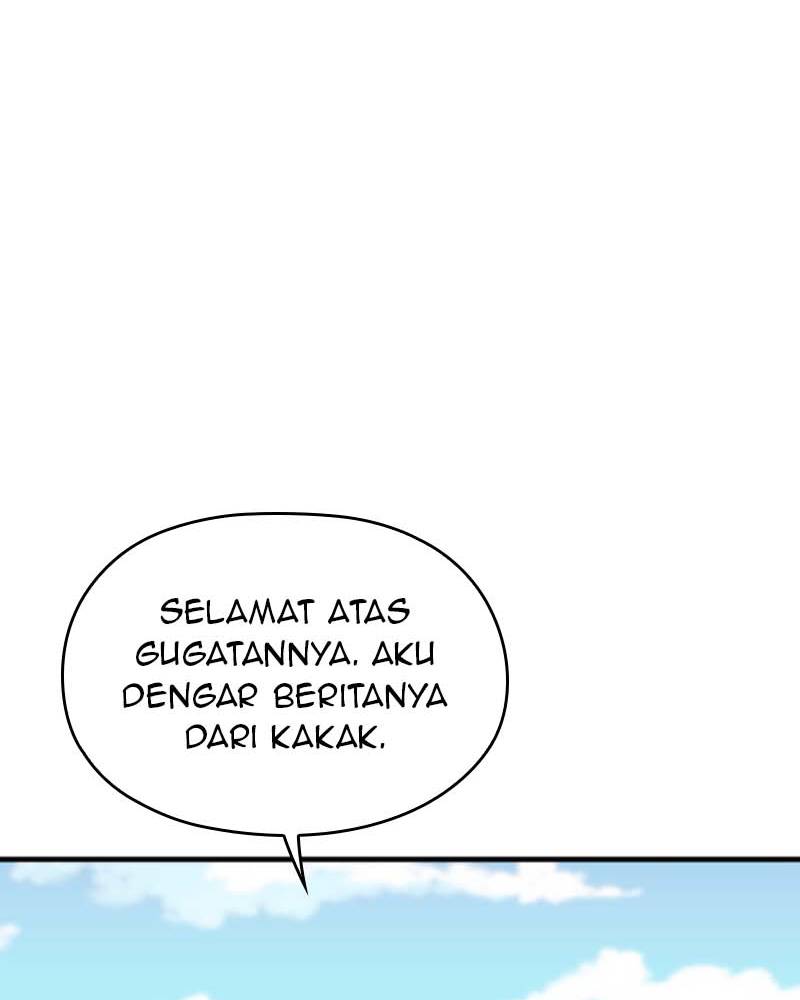 SELAMAT ATAS
GUGATANNYA. AKU
DENGAR BERITANYA
DARI KAKAK.